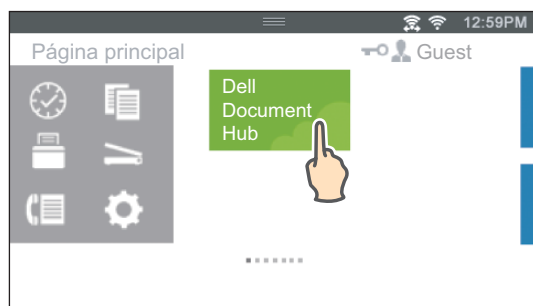 12:59PM
Página principal
Guest
Dell
Document
Hub